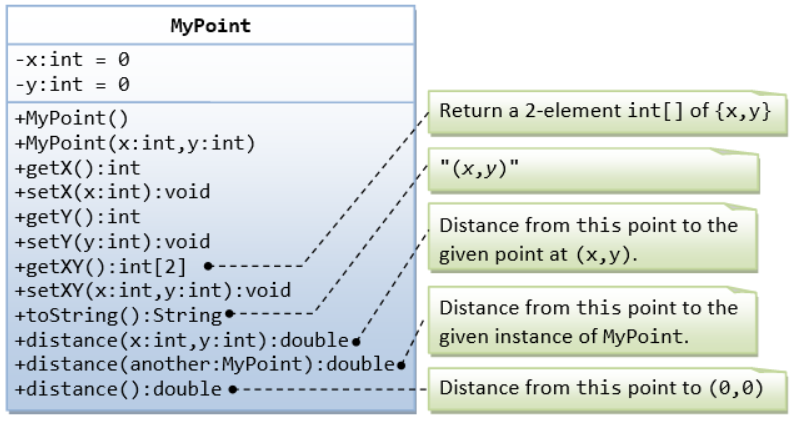 MyPoint
-x:int = 0
-y:int = 0
+MyPoint()
+MyPoint(x:int,y:int)
+getX():int
+setX(x:int):void
+getY():int
+setY(y:int):void
+getXY():int[2]
+setXY(x:int,y:int):void
+toString():String
+distance(x:int,y:int):double
+distance(another:MyPoint):double
+distance():double
Return a 2-element int[] of {x,y}
"(x,y)"
Distance from this point to the
given point at (x,y).
Distance from this point to the
given instance of MyPoint.
Distance from this point to (0,0)